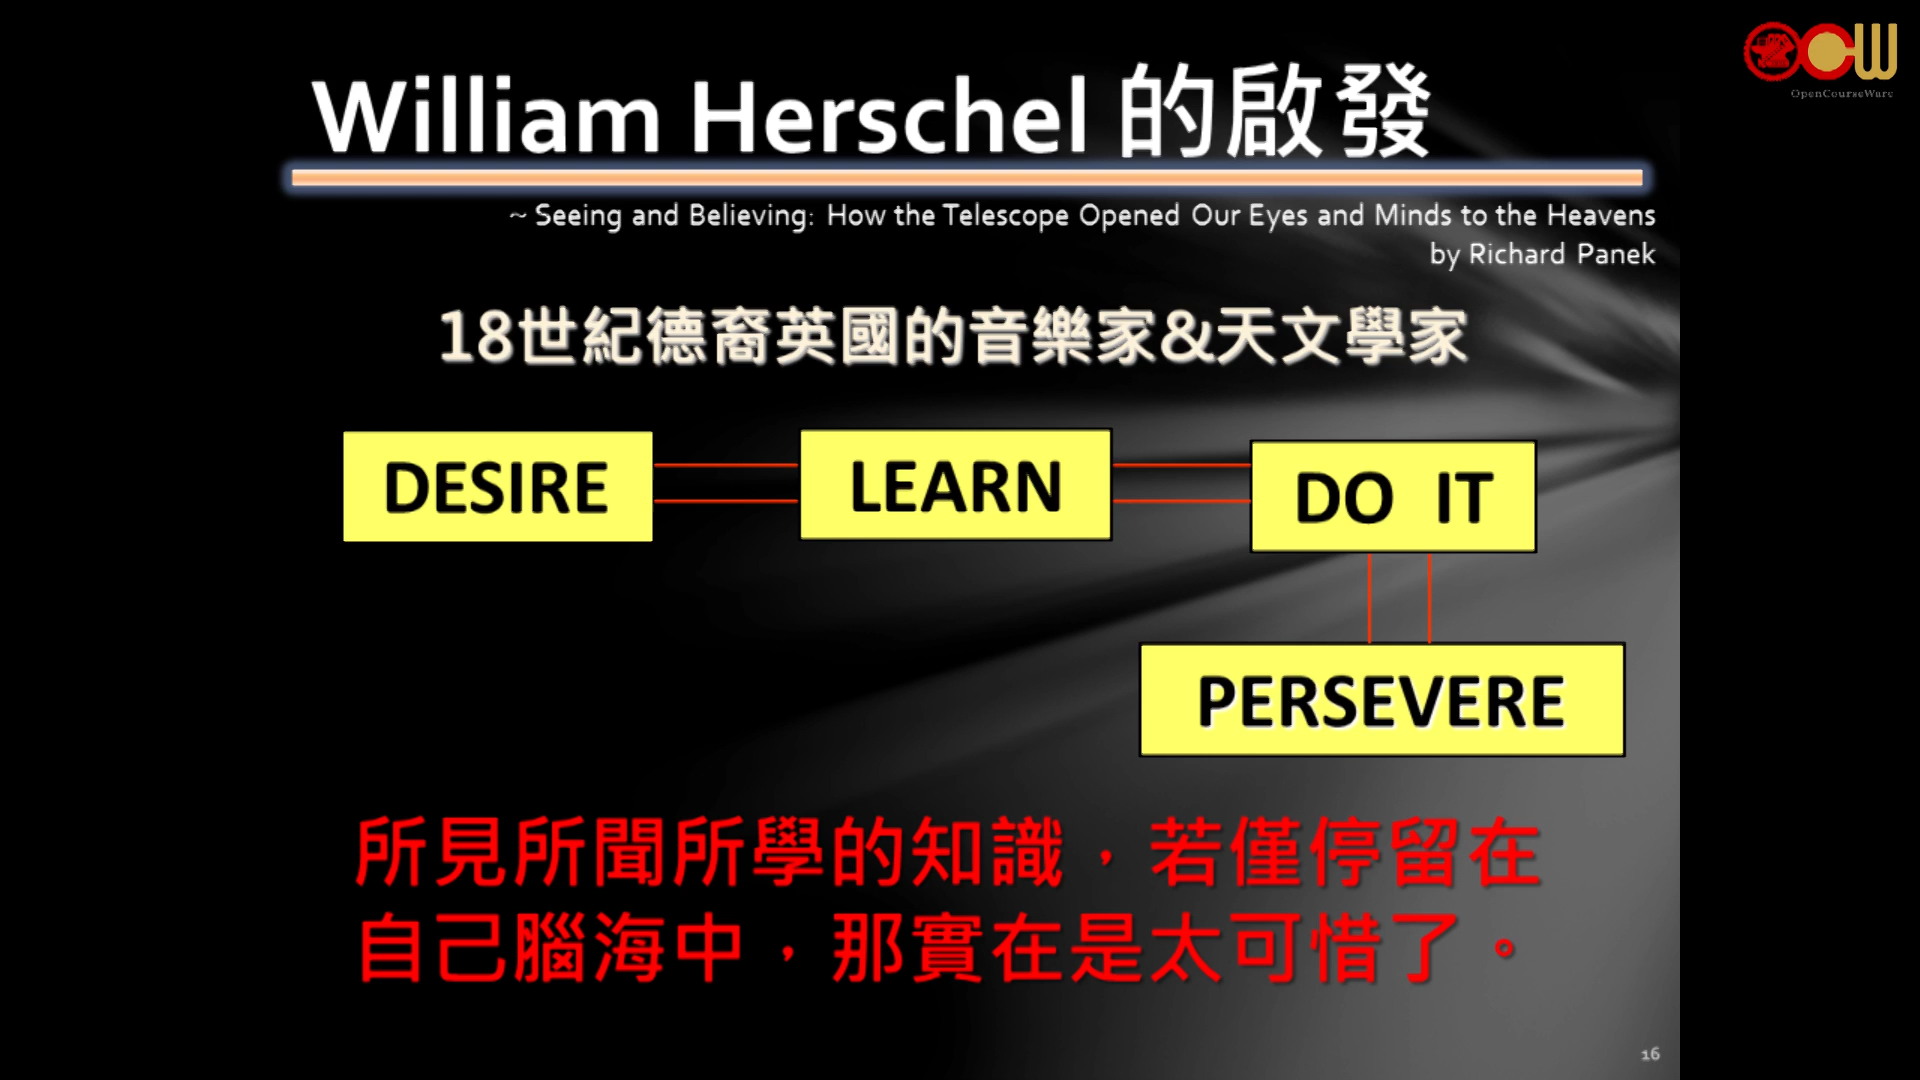 OpenCourseWare
William Herschel 的啟發
~ Seeing and Believing: How the Telescope Opened Our Eyes and Minds to the Heavens
by Richard Panek
18世紀德裔英國的音樂家&天文學家
DESIRE
LEARN
DO IT
PERSEVERE
所見所聞所學的知識，若僅停留在
自己腦海中，那實在是太可惜了。
16